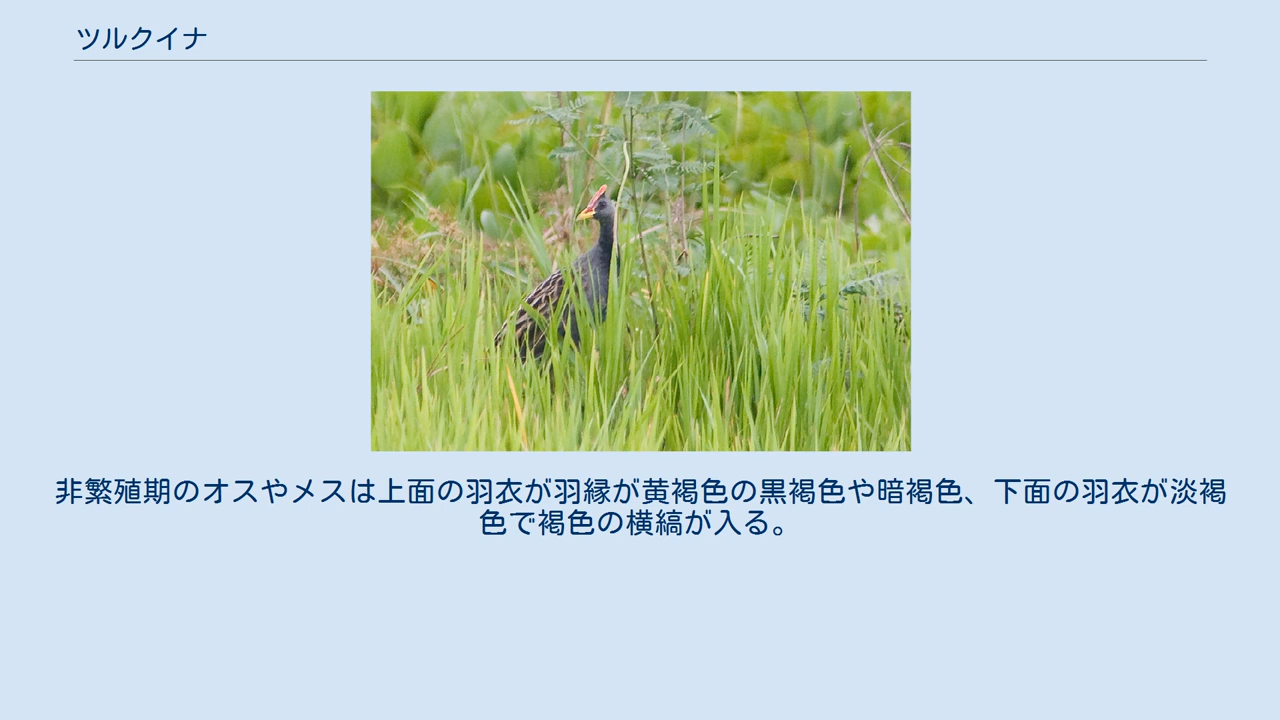 ツルクイナ
非繁殖期のオスやメスは上面の羽衣が羽縁が黄褐色の黒褐色や暗褐色、下面の羽衣が淡褐
色で褐色の横縞が入る。